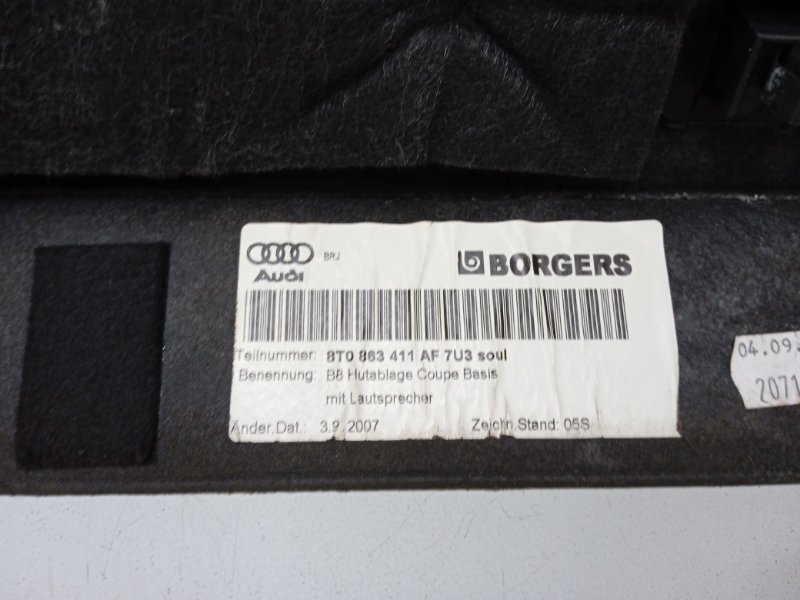 BPJ
Audi
BORGERS
Teilnummer: 8T0 863 411 AF 7U3 soul
Benennung: B8 Hutablage Coupe Basis
mit Lautsprecher
Änder.Dat.: 3.9.2007 Zeichn.Stand: 05S
04.09.
2071